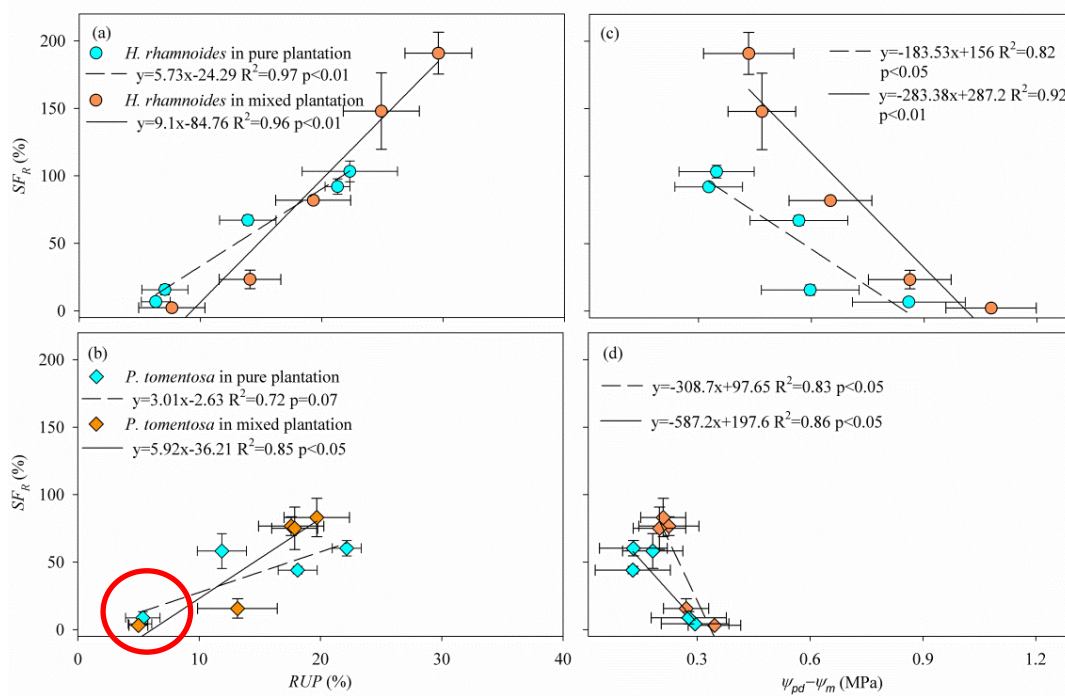 (a)
H. rhamnoides in pure plantation
y=5.73x-24.29 R²=0.97 p<0.01
H. rhamnnoides in mixed plantation
y=9.1x-84.76 R²=0.96 p<0.01
SF_R (%)
200
150
100
50
0
(c)
y=-183.53x+156 R²=0.82
p<0.05
y=-283.38x+287.2 R²=0.92
p<0.01
(b)
P. tomentosa in pure plantation
y=3.01x-2.63 R²=0.72 p=0.07
P. tomentosa in mixed plantation
y=5.92x-36.21 R²=0.85 p<0.05
SF_R (%)
200
150
100
50
0
0 10 20 30 40
RUP (%)
(d)
y=-308.7x+97.65 R²=0.83 p<0.05
y=-587.2x+197.6 R²=0.86 p<0.05
0.3 0.6 0.9 1.2
ψ_pd−ψ_m (MPa)